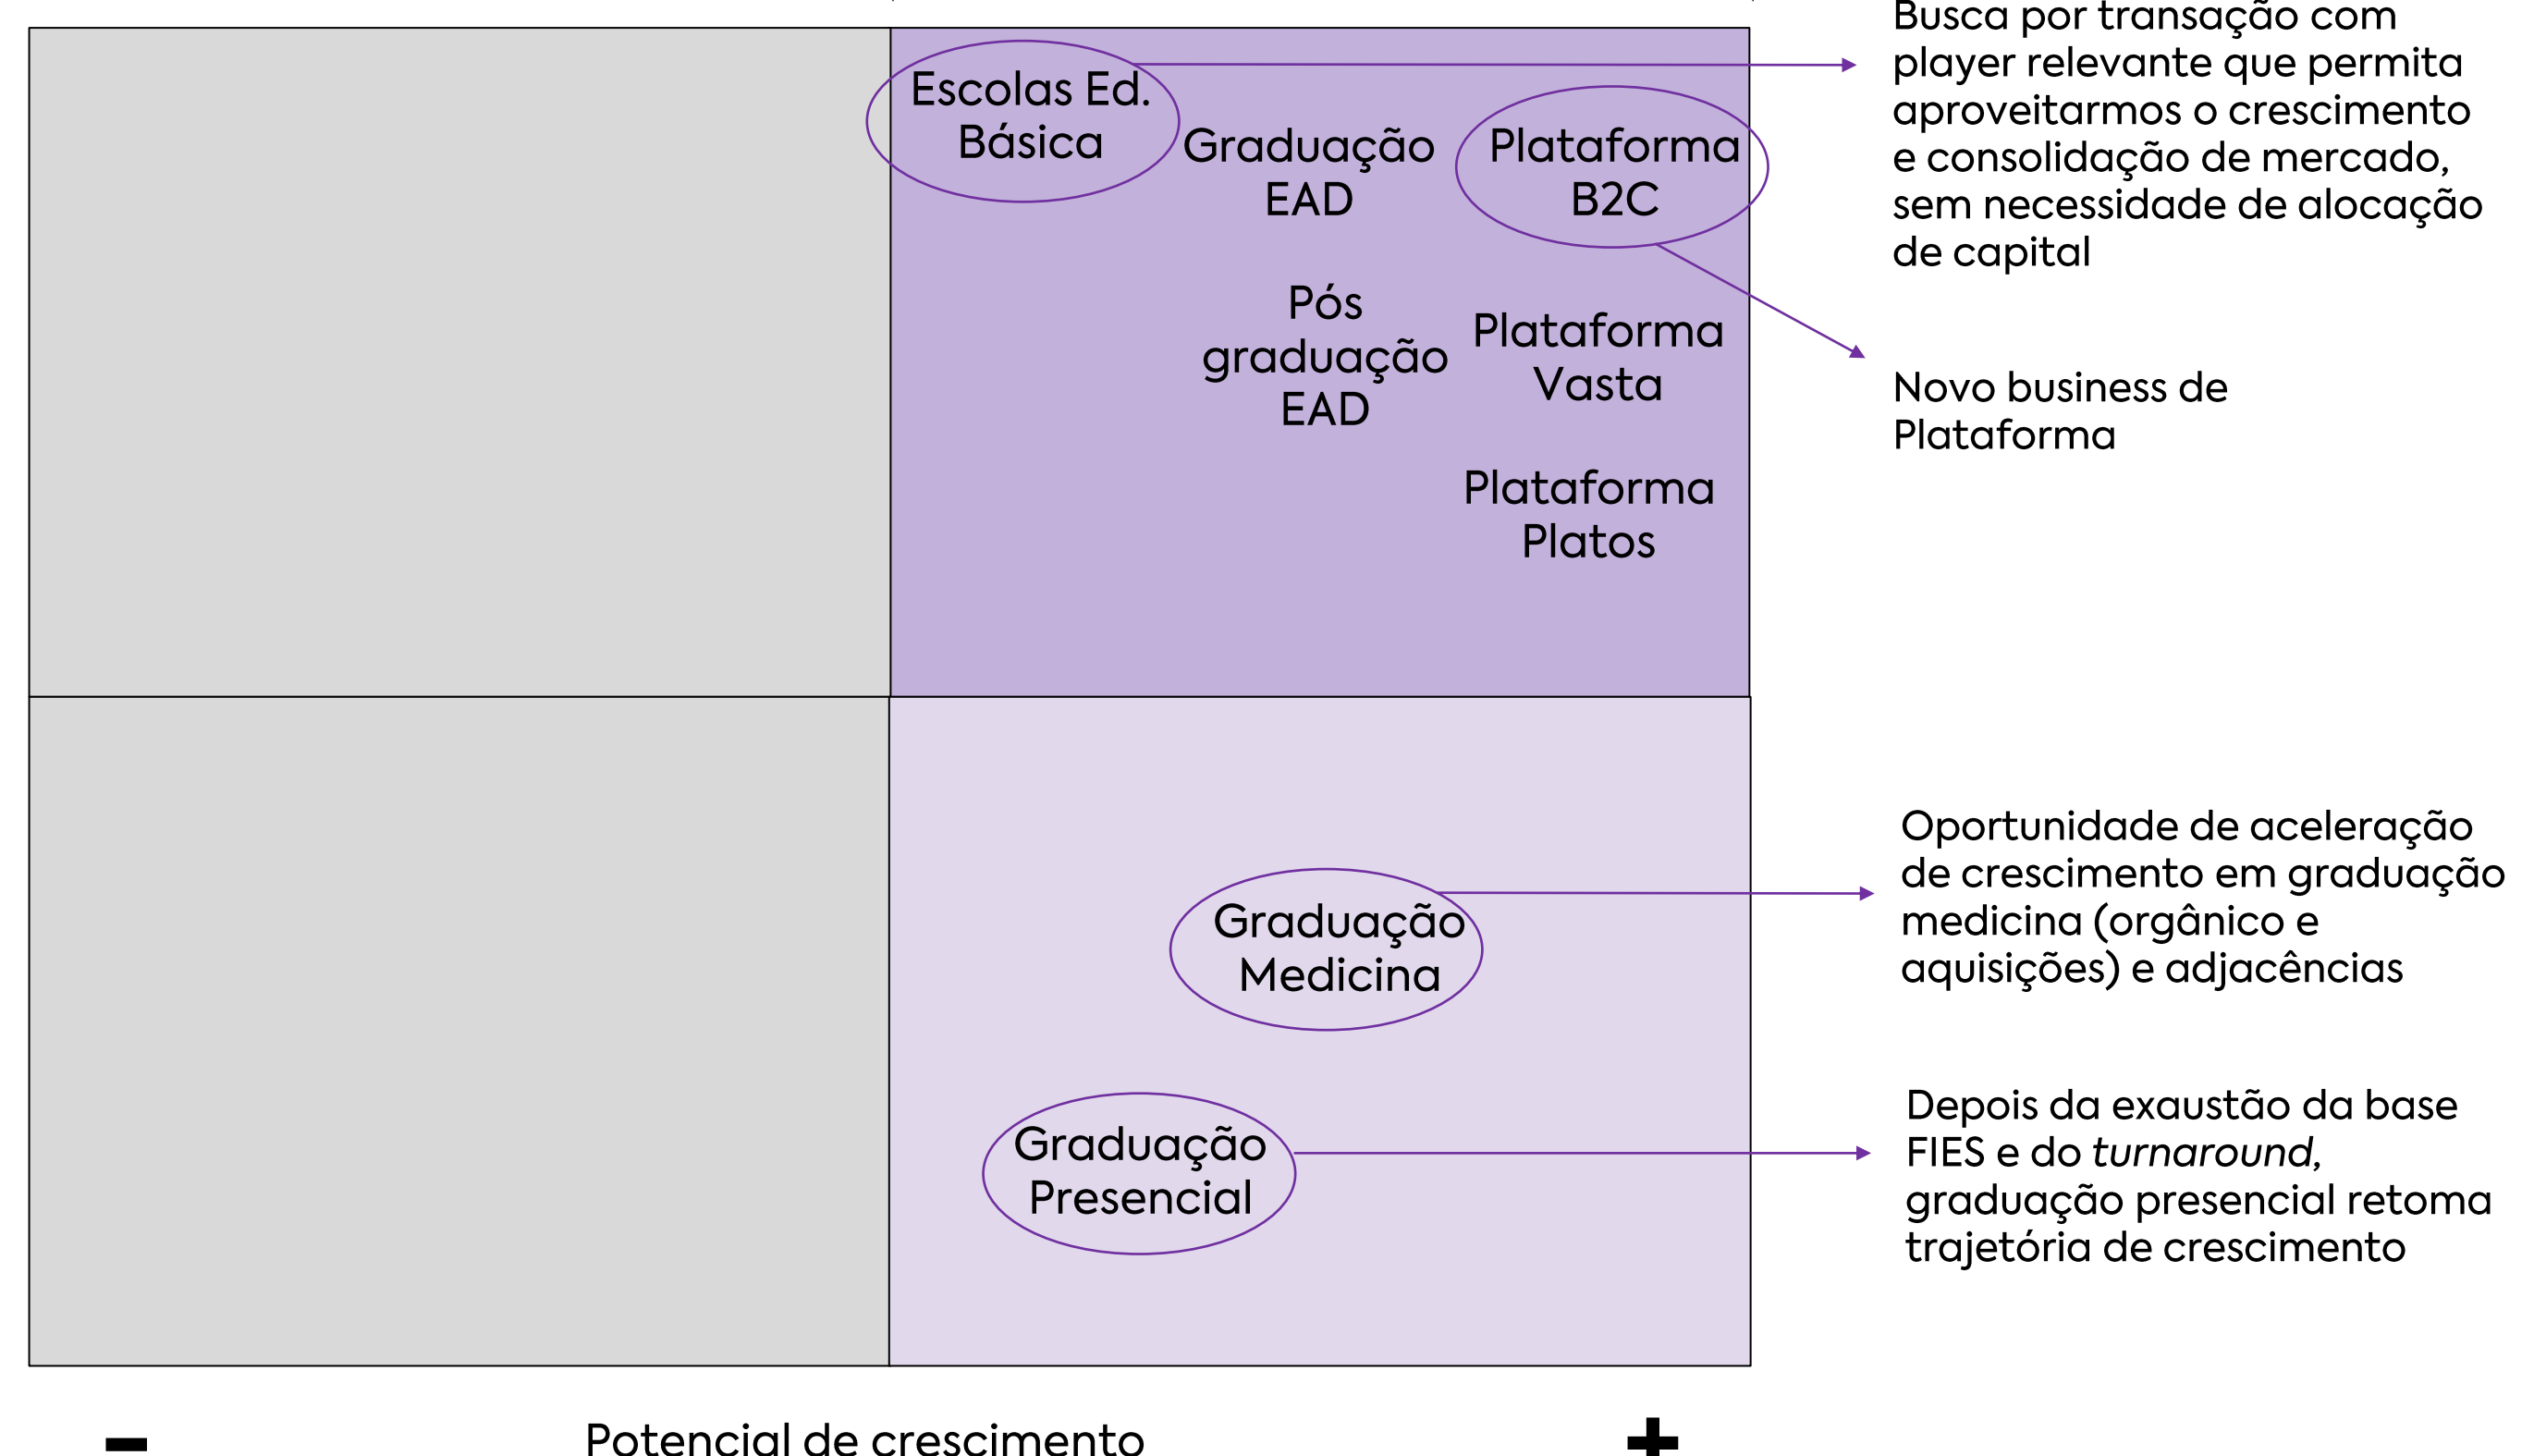 Escolas Ed.
Básica
Graduação
EAD
Plataforma
B2C
Pós
graduação
EAD
Plataforma
Vasta
Plataforma
Platos
Busca por transação com
player relevante que permita
aproveitarmos o crescimento
e consolidação de mercado,
sem necessidade de alocação
de capital
Novo business de
Plataforma
Graduação
Medicina
Oportunidade de aceleração
de crescimento em graduação
medicina (orgânico e
aquisições) e adjacências
Graduação
Presencial
Depois da exaustão da base
FIES e do turnaround,
graduação presencial retoma
trajetória de crescimento
- Potencial de crescimento +